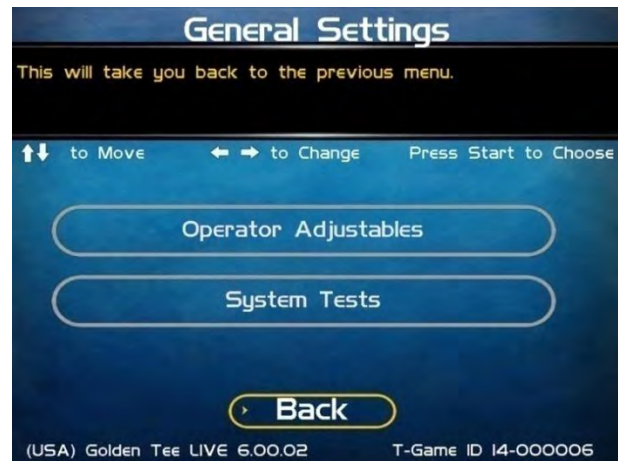 General Settings
This will take you back to the previous menu.
↑↓ to Move ← → to Change Press Start to Choose
Operator Adjustables
System Tests
Back
(USA) Golden Tee LIVE 6.00.02 T-Game ID 14-000006